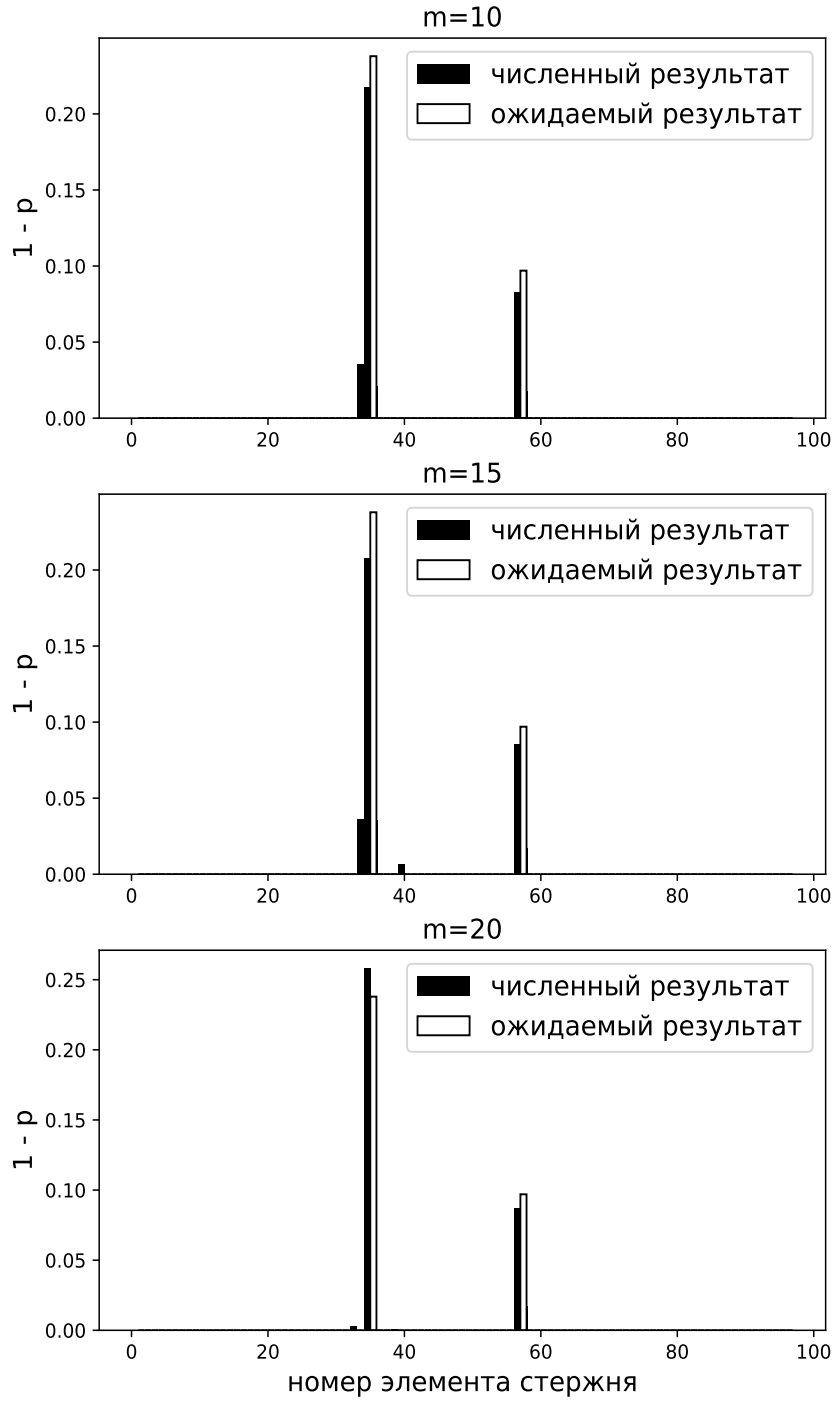 m=10
численный результат
ожидаемый результат
0.20
0.15
0.10
0.05
0.00
1 - p
0 20 40 60 80 100
m=15
численный результат
ожидаемый результат
0.20
0.15
0.10
0.05
0.00
1 - p
0 20 40 60 80 100
m=20
численный результат
ожидаемый результат
0.25
0.20
0.15
0.10
0.05
0.00
1 - p
0 20 40 60 80 100
номер элемента стержня